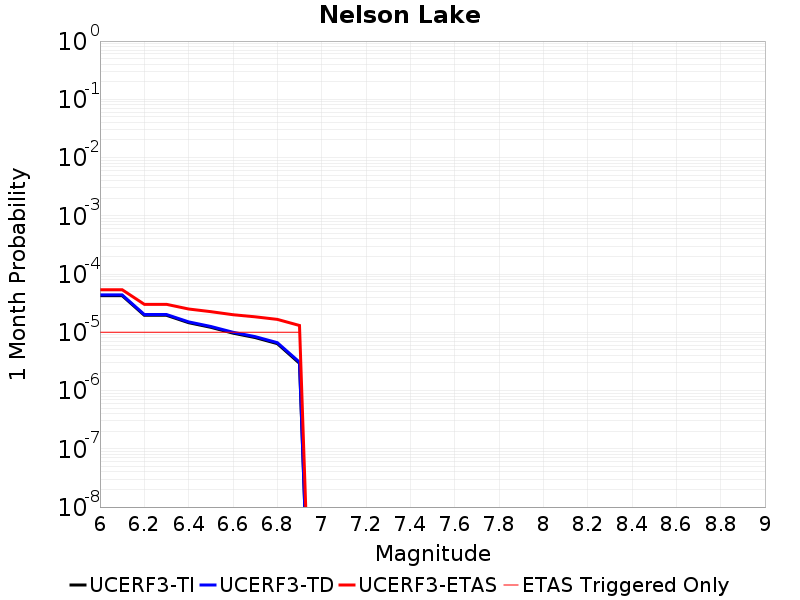 Nelson Lake
10^0
10^-1
10^-2
10^-3
10^-4
10^-5
10^-6
10^-7
10^-8
1 Month Probability
6 6.2 6.4 6.6 6.8 7 7.2 7.4 7.6 7.8 8 8.2 8.4 8.6 8.8 9
Magnitude
UCERF3-TI UCERF3-TD UCERF3-ETAS ETAS Triggered Only